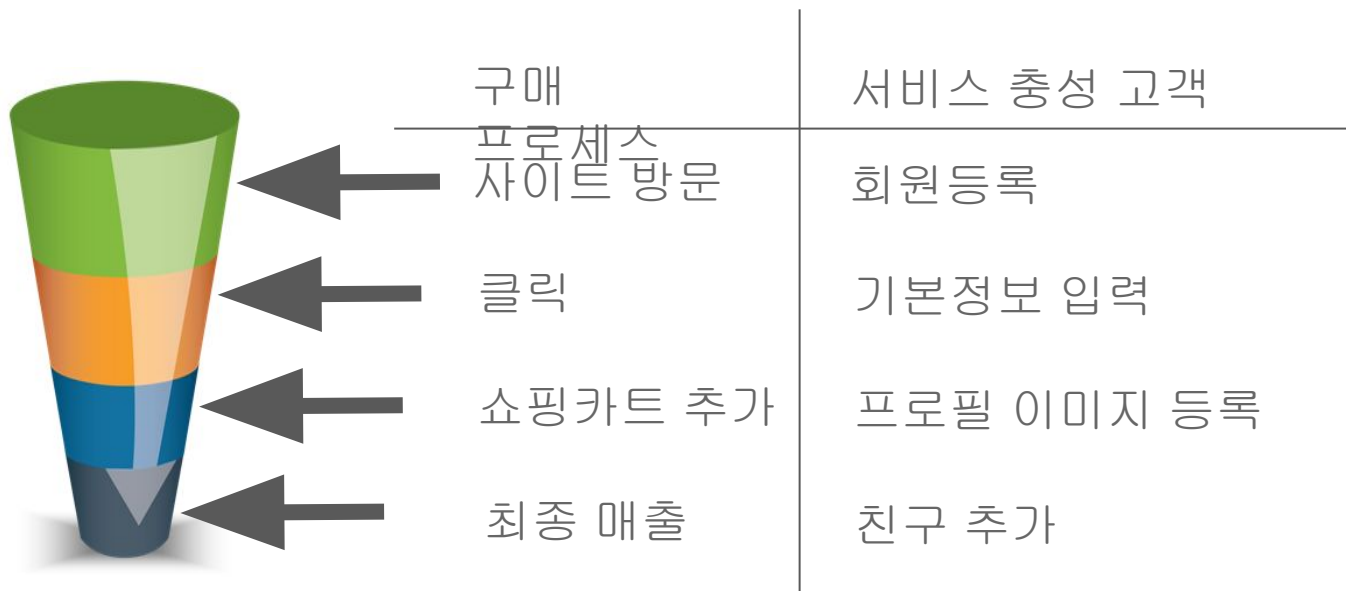 구매
프로세스
서비스 충성 고객
사이트 방문
회원등록
클릭
기본정보 입력
쇼핑카트 추가
프로필 이미지 등록
최종 매출
친구 추가